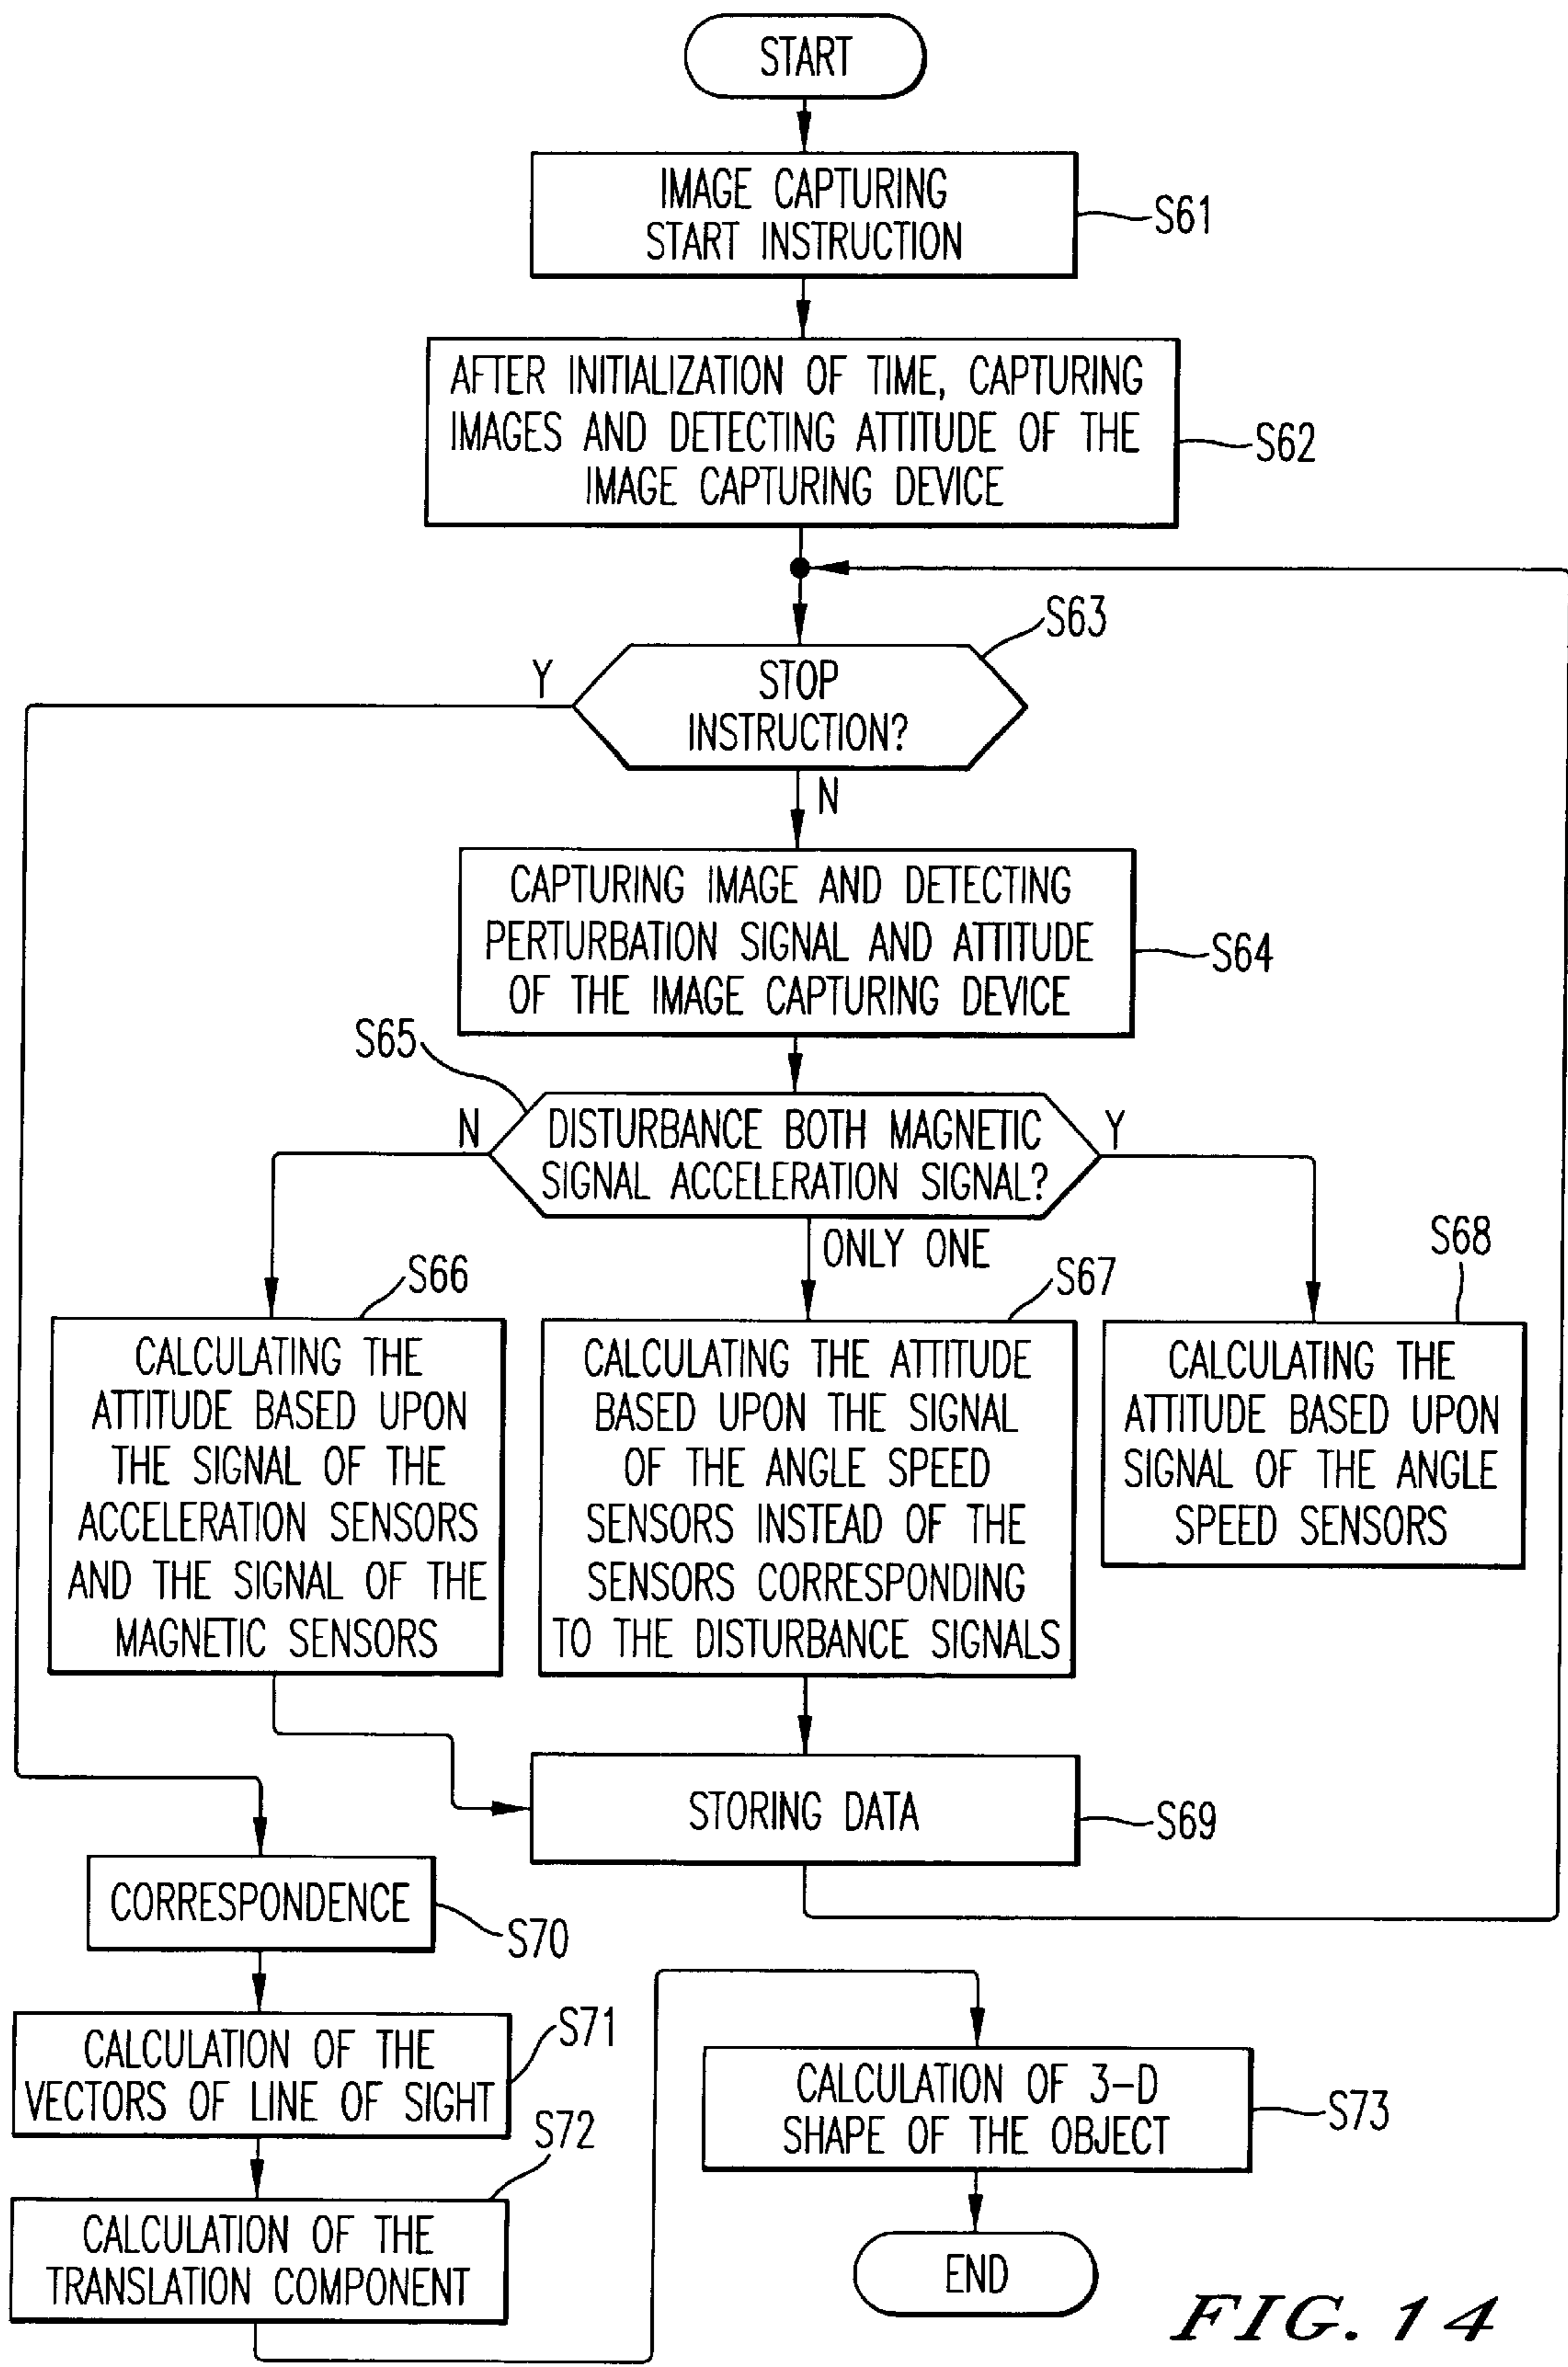 START
IMAGE CAPTURING
START INSTRUCTION
S61
AFTER INITIALIZATION OF TIME, CAPTURING
IMAGES AND DETECTING ATTITUDE OF THE
IMAGE CAPTURING DEVICE
S62
S63
Y
STOP
INSTRUCTION?
N
CAPTURING IMAGE AND DETECTING
PERTURBATION SIGNAL AND ATTITUDE
OF THE IMAGE CAPTURING DEVICE
S64
S65
N
DISTURBANCE BOTH MAGNETIC
SIGNAL ACCELERATION SIGNAL?
Y
ONLY ONE
S66
CALCULATING THE
ATTITUDE BASED UPON
THE SIGNAL OF THE
ACCELERATION SENSORS
AND THE SIGNAL OF THE
MAGNETIC SENSORS
S67
CALCULATING THE ATTITUDE
BASED UPON THE SIGNAL
OF THE ANGLE SPEED
SENSORS INSTEAD OF THE
SENSORS CORRESPONDING
TO THE DISTURBANCE SIGNALS
S68
CALCULATING THE
ATTITUDE BASED UPON
SIGNAL OF THE ANGLE
SPEED SENSORS
STORING DATA
S69
CORRESPONDENCE
S70
CALCULATION OF THE
VECTORS OF LINE OF SIGHT
S71
S72
CALCULATION OF THE
TRANSLATION COMPONENT
CALCULATION OF 3-D
SHAPE OF THE OBJECT
S73
END
FIG. 14